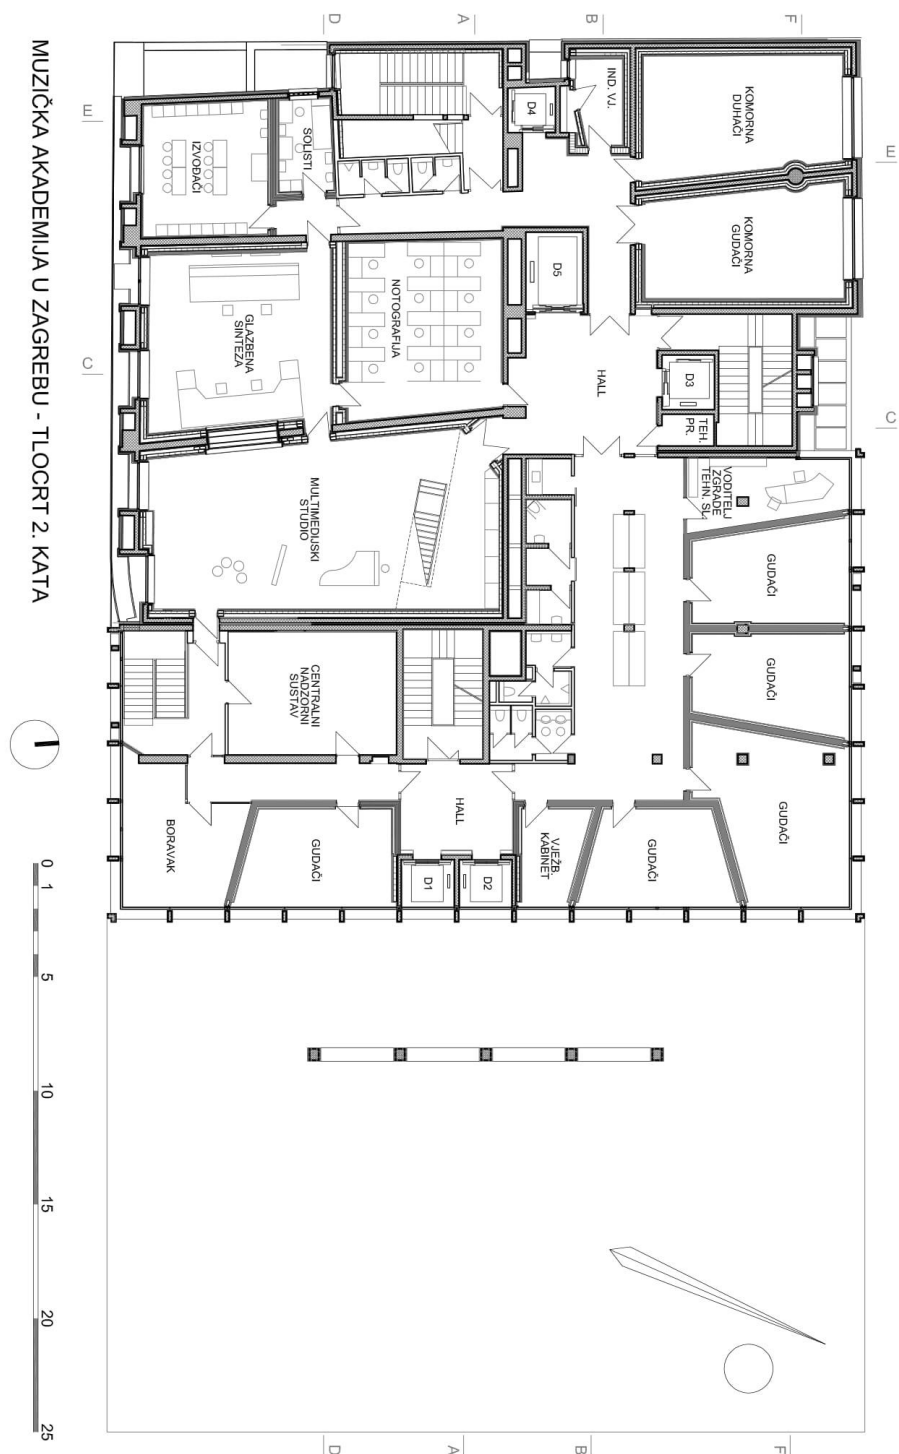 E
C
F
F
KOMORNA
DUHAČI
KOMORNA
GUDAČI
VODITELJ
ZGRADE
TEHN. SL.
GUDAČI
GUDAČI
GUDAČI
D3
TEH.
PR.
GUDAČI
IND. VJ.
B
B
HALL
D5
VJEŽB.
KABINET
D4
D2
A
A
HALL
D1
GUDAČI
NOTOGRAFIJA
MULTIMEDIJSKI
STUDIO
CENTRALNI
NADZORNI
SUSTAV
SOLISTI
D
D
GLAZBENA
SINTEZA
IZVOĐAČI
BORAVAK
E
C
MUZIČKA AKADEMIJA U ZAGREBU - TLOCRT 2. KATA
0 1 5 10 15 20 25